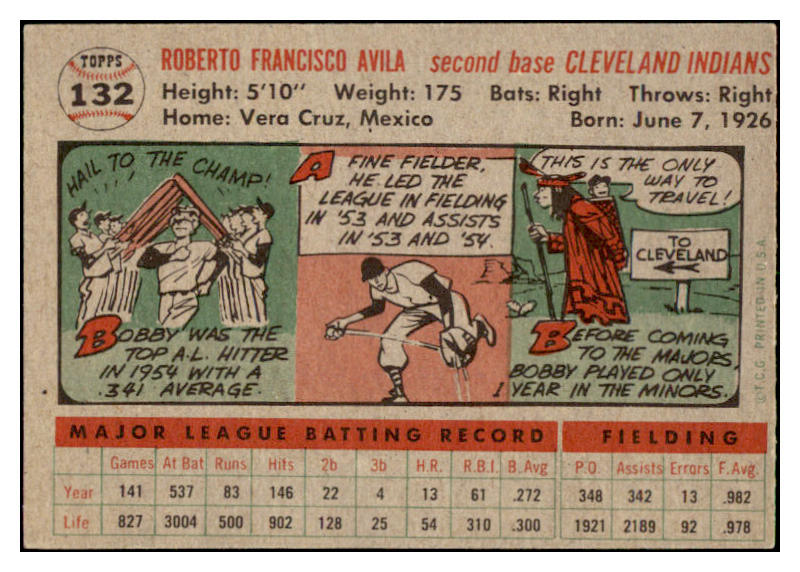 TOPPS
132
ROBERTO FRANCISCO AVILA second base CLEVELAND INDIANS
Height: 5'10" Weight: 175 Bats: Right Throws: Right
Home: Vera Cruz, Mexico Born: June 7, 1926
HAIL TO THE CHAMP!
BOBBY WAS THE
TOP A.L. HITTER
IN 1954 WITH A
.341 AVERAGE.
A FINE FIELDER,
HE LED THE
LEAGUE IN FIELDING
IN '53 AND ASSISTS
IN '53 AND '54.
THIS IS THE ONLY
WAY TO
TRAVEL!
TO
CLEVELAND
BEFORE COMING
TO THE MAJORS,
BOBBY PLAYED ONLY
1 YEAR IN THE MINORS.
© T.C.G. PRINTED IN U.S.A.
MAJOR LEAGUE BATTING RECORD FIELDING
Games At Bat Runs Hits 2b 3b H.R. R.B.I. B.Avg P.O. Assists Errors F.Avg.
Year 141 537 83 146 22 4 13 61 .272 348 342 13 .982
Life 827 3004 500 902 128 25 54 310 .300 1921 2189 92 .978